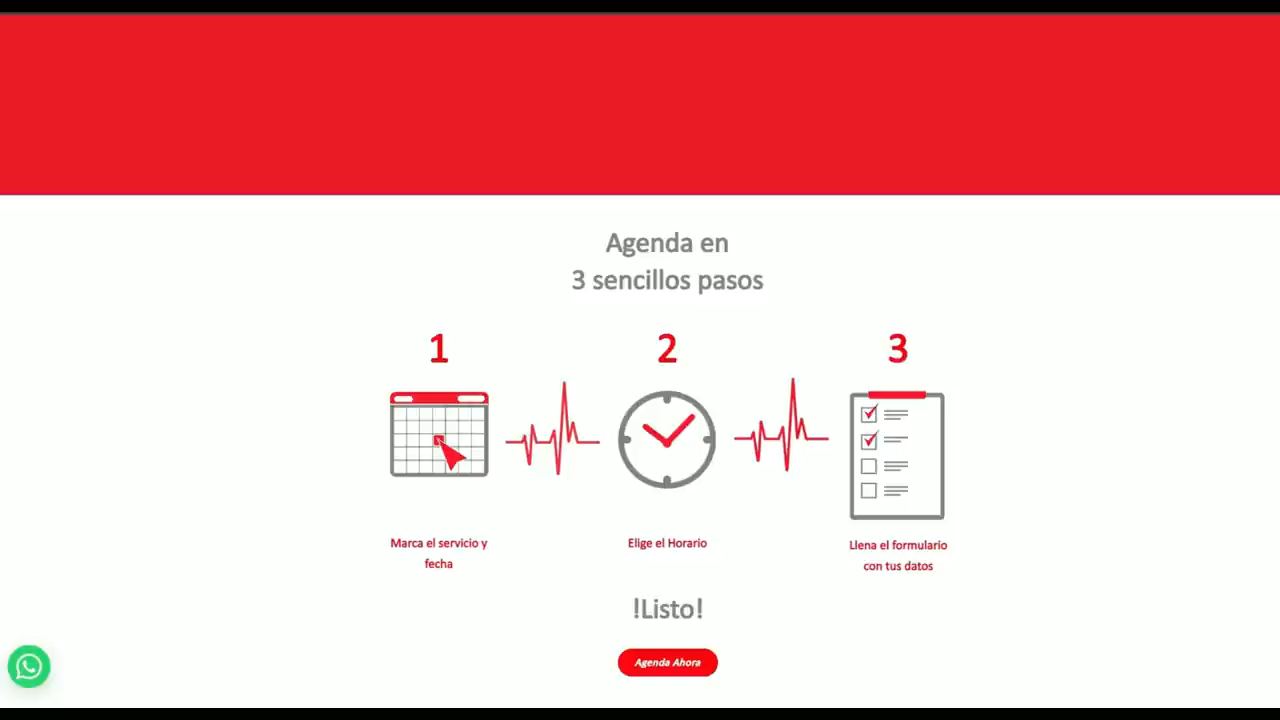 Agenda en
3 sencillos pasos
1
2
3
Marca el servicio y
fecha
Elige el Horario
Llena el formulario
con tus datos
!Listo!
Agenda Ahora